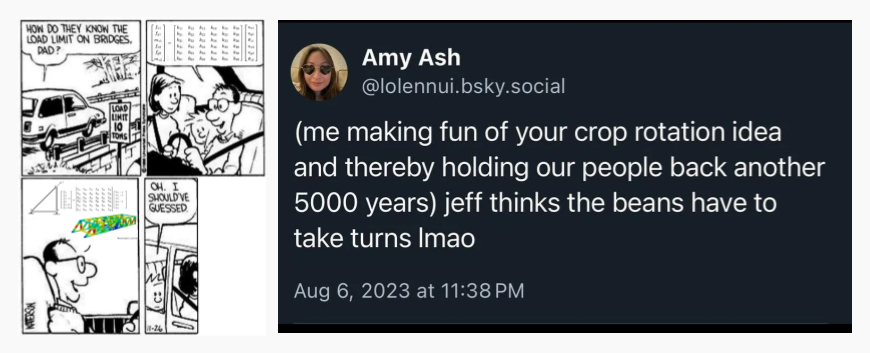 HOW DO THEY KNOW THE
LOAD LIMIT ON BRIDGES,
DAD?
LOAD
LIMIT
10
TONS
OH. I
SHOULD'VE
GUESSED.
11-26
Amy Ash
@lolennui.bsky.social
(me making fun of your crop rotation idea
and thereby holding our people back another
5000 years) jeff thinks the beans have to
take turns lmao
Aug 6, 2023 at 11:38 PM